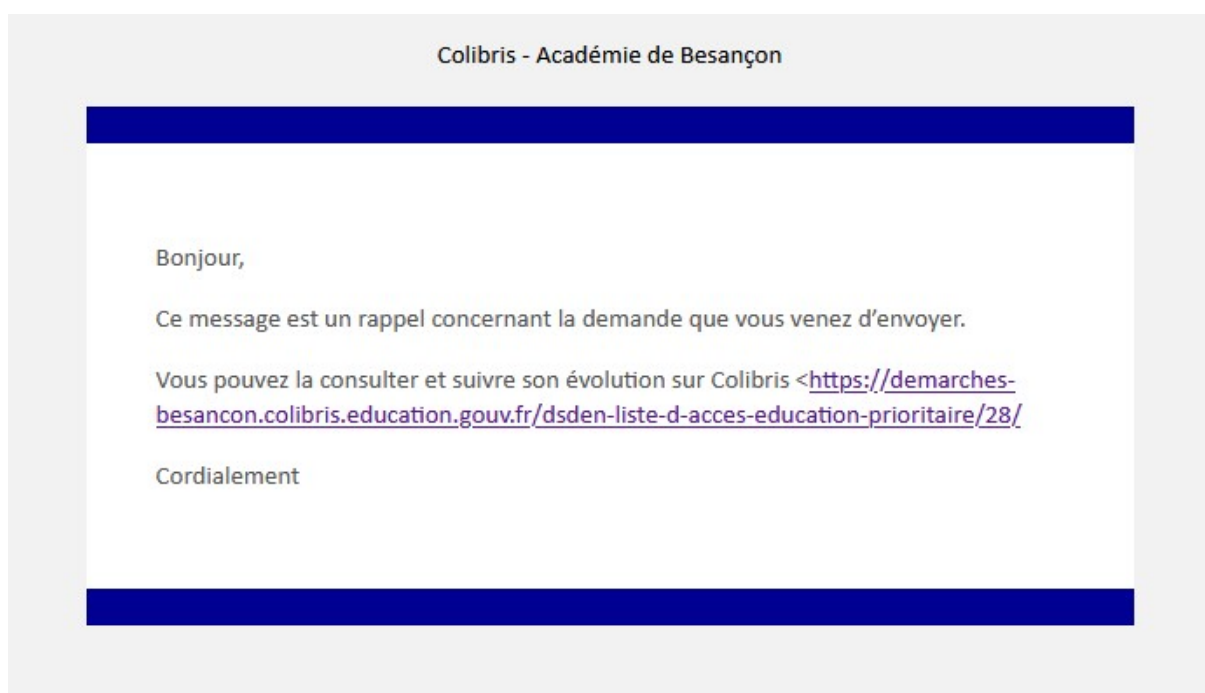 Colibris - Académie de Besançon
Bonjour,
Ce message est un rappel concernant la demande que vous venez d’envoyer.
Vous pouvez la consulter et suivre son évolution sur Colibris <https://demarches-
besancon.colibris.education.gouv.fr/dsden-liste-d-acces-education-prioritaire/28/
Cordialement